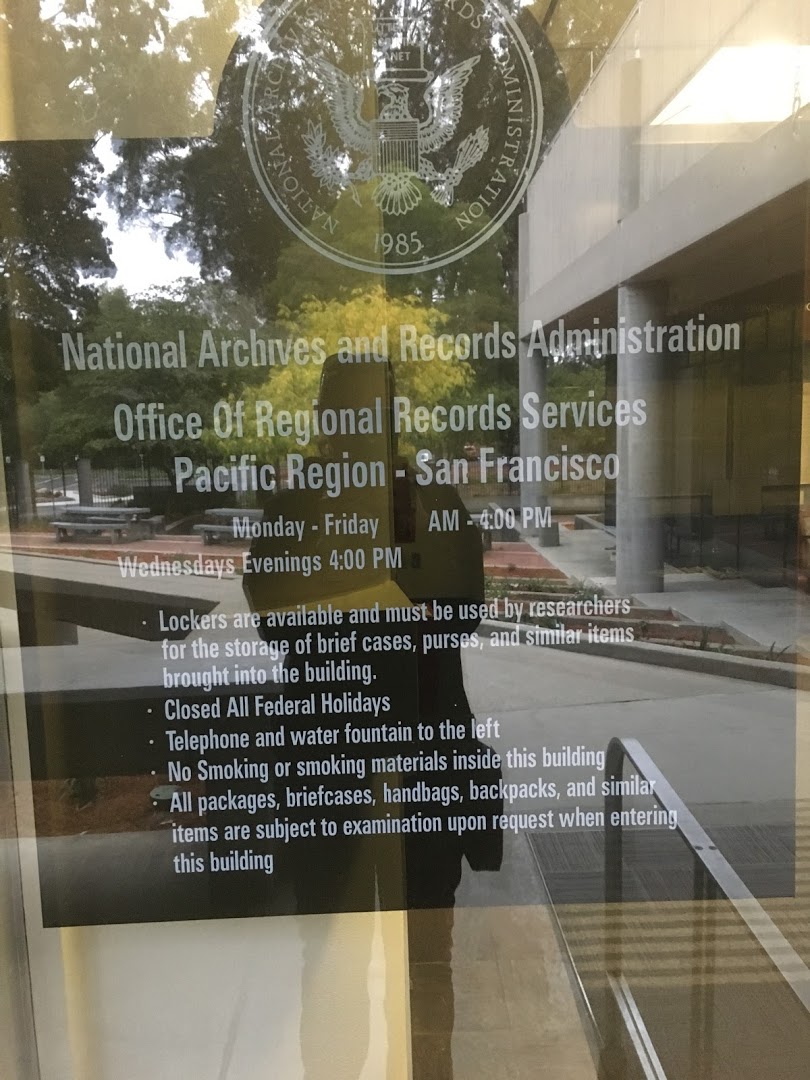 NATIONAL ARCHIVES RECORDS ADMINISTRATION
1985
National Archives and Records Administration
Office Of Regional Records Services
Pacific Region - San Francisco
Monday - Friday AM - 4:00 PM
Wednesdays Evenings 4:00 PM
· Lockers are available and must be used by researchers
for the storage of brief cases, purses, and similar items
brought into the building.
· Closed All Federal Holidays
· Telephone and water fountain to the left
· No Smoking or smoking materials inside this building
· All packages, briefcases, handbags, backpacks, and similar
items are subject to examination upon request when entering
this building